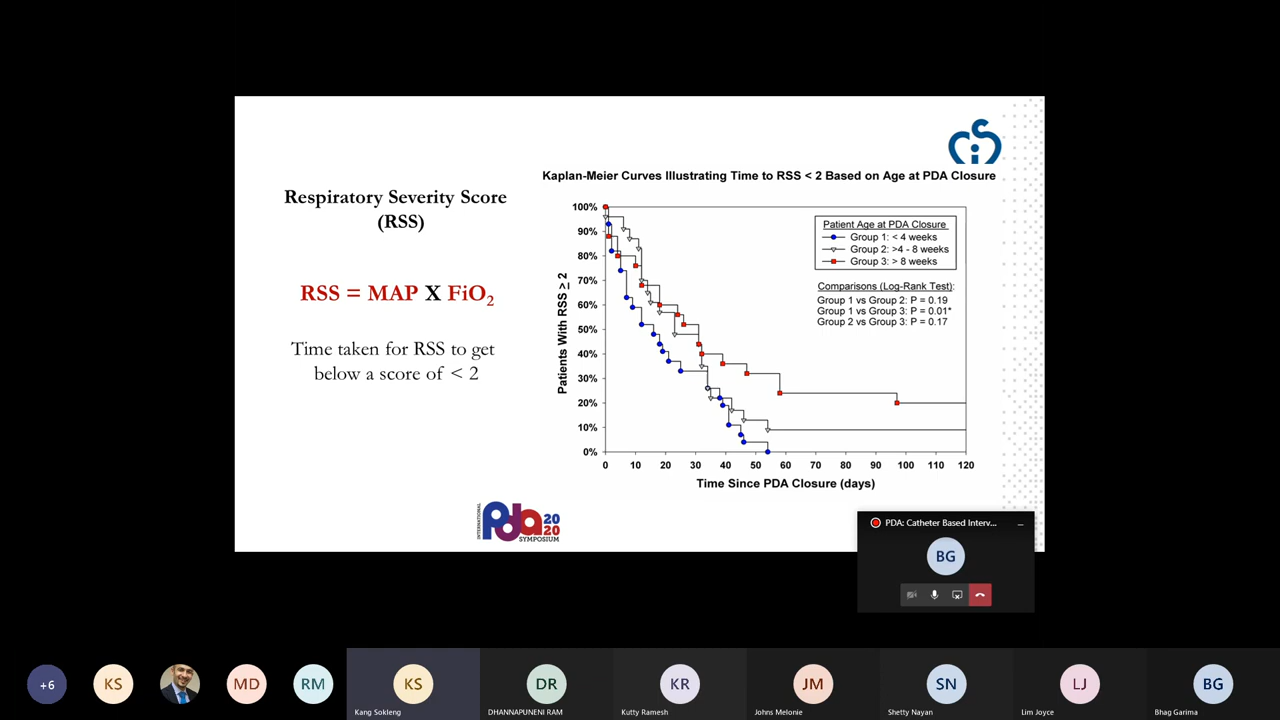 Respiratory Severity Score
(RSS)
RSS = MAP X FiO2
Time taken for RSS to get
below a score of < 2
Kaplan-Meier Curves Illustrating Time to RSS < 2 Based on Age at PDA Closure
Patients With RSS ≥ 2
100%
90%
80%
70%
60%
50%
40%
30%
20%
10%
0%
0 10 20 30 40 50 60 70 80 90 100 110 120
Time Since PDA Closure (days)
Patient Age at PDA Closure
Group 1: < 4 weeks
Group 2: >4 - 8 weeks
Group 3: > 8 weeks
Comparisons (Log-Rank Test):
Group 1 vs Group 2: P = 0.19
Group 1 vs Group 3: P = 0.01*
Group 2 vs Group 3: P = 0.17
INTERNATIONAL
pda
20
20
SYMPOSIUM
PDA: Catheter Based Interv...
BG
+6
KS
MD
RM
KS
Kang Sokleng
DR
DHANNAPUNENI RAM
KR
Kutty Ramesh
JM
Johns Melonie
SN
Shetty Nayan
LJ
Lim Joyce
BG
Bhag Garima